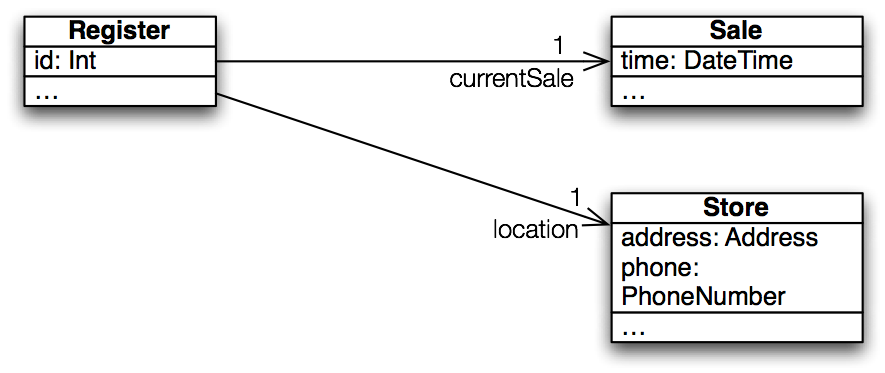 Register
id: Int
...
1
currentSale
Sale
time: DateTime
...
1
location
Store
address: Address
phone:
PhoneNumber
...